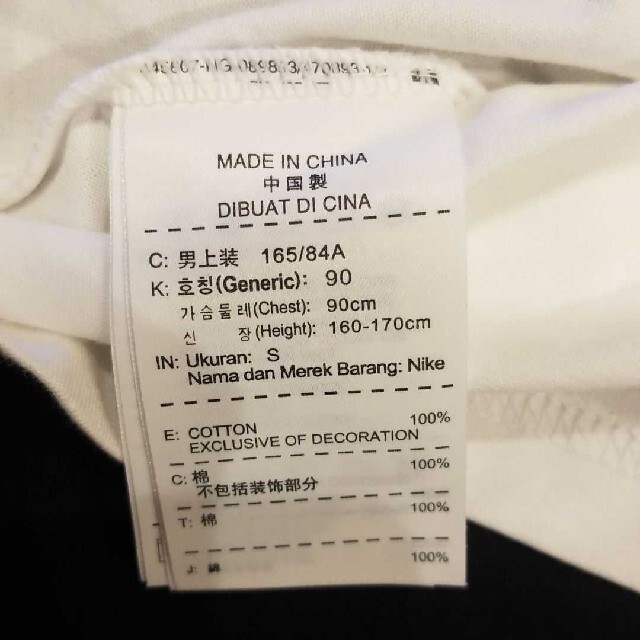 MADE IN CHINA
中国製
DIBUAT DI CINA
C: 男上装 165/84A
K: 호칭(Generic): 90
가슴둘레(Chest): 90cm
신 장(Height): 160-170cm
IN: Ukuran: S
Nama dan Merek Barang: Nike
E: COTTON 100%
EXCLUSIVE OF DECORATION
C: 棉 100%
不包括装饰部分
T: 棉 100%
J: 綿 100%